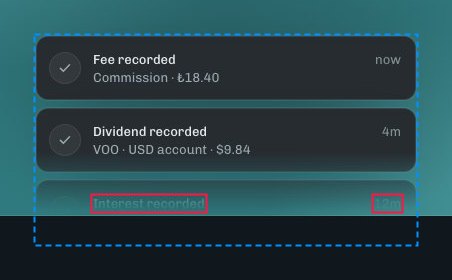 Fee recorded now
Commission · ₺18.40
Dividend recorded 4m
VOO · USD account · $9.84
Interest recorded 12m